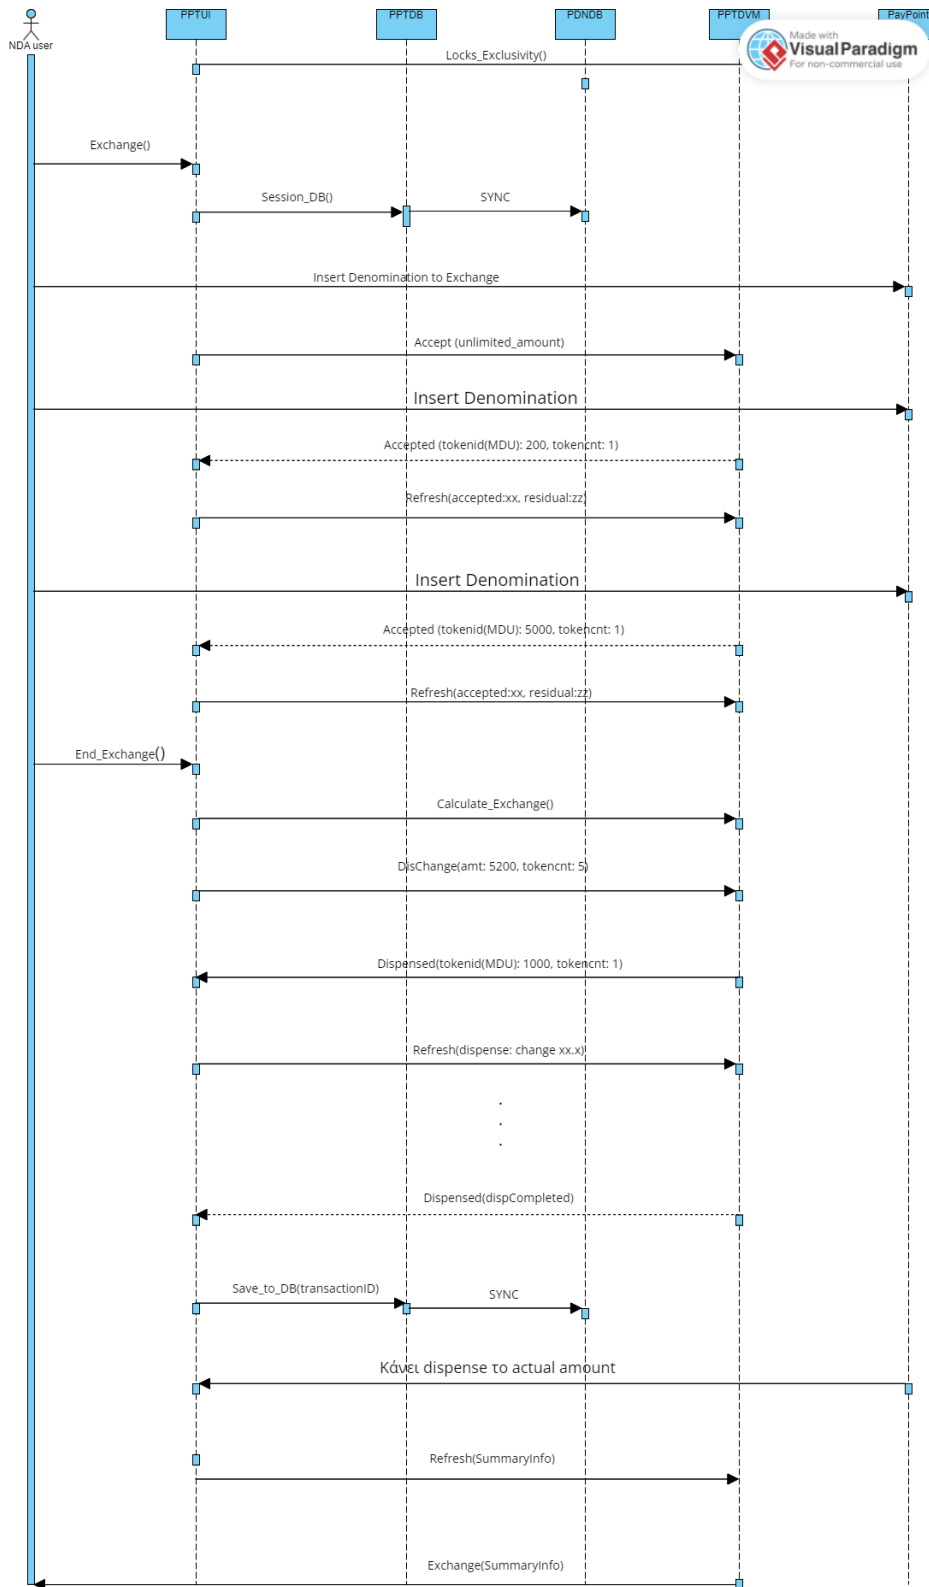 PPTUI
PPTDB
PDNDB
PPTDVM
PayPoint
NDA user
Made with
Visual Paradigm
For non-commercial use
Locks_Exclusivity()
Exchange()
Session_DB()
SYNC
Insert Denomination to Exchange
Accept (unlimited_amount)
Insert Denomination
Accepted (tokenid(MDU): 200, tokencnt: 1)
Refresh(accepted:xx, residual:zz)
Insert Denomination
Accepted (tokenid(MDU): 5000, tokencnt: 1)
Refresh(accepted:xx, residual:zz)
End_Exchange()
Calculate_Exchange()
DisChange(amt: 5200, tokencnt: 5)
Dispensed(tokenid(MDU): 1000, tokencnt: 1)
Refresh(dispense: change xx.x)
.
.
.
Dispensed(dispCompleted)
Save_to_DB(transactionID)
SYNC
Κάνει dispense το actual amount
Refresh(SummaryInfo)
Exchange(SummaryInfo)